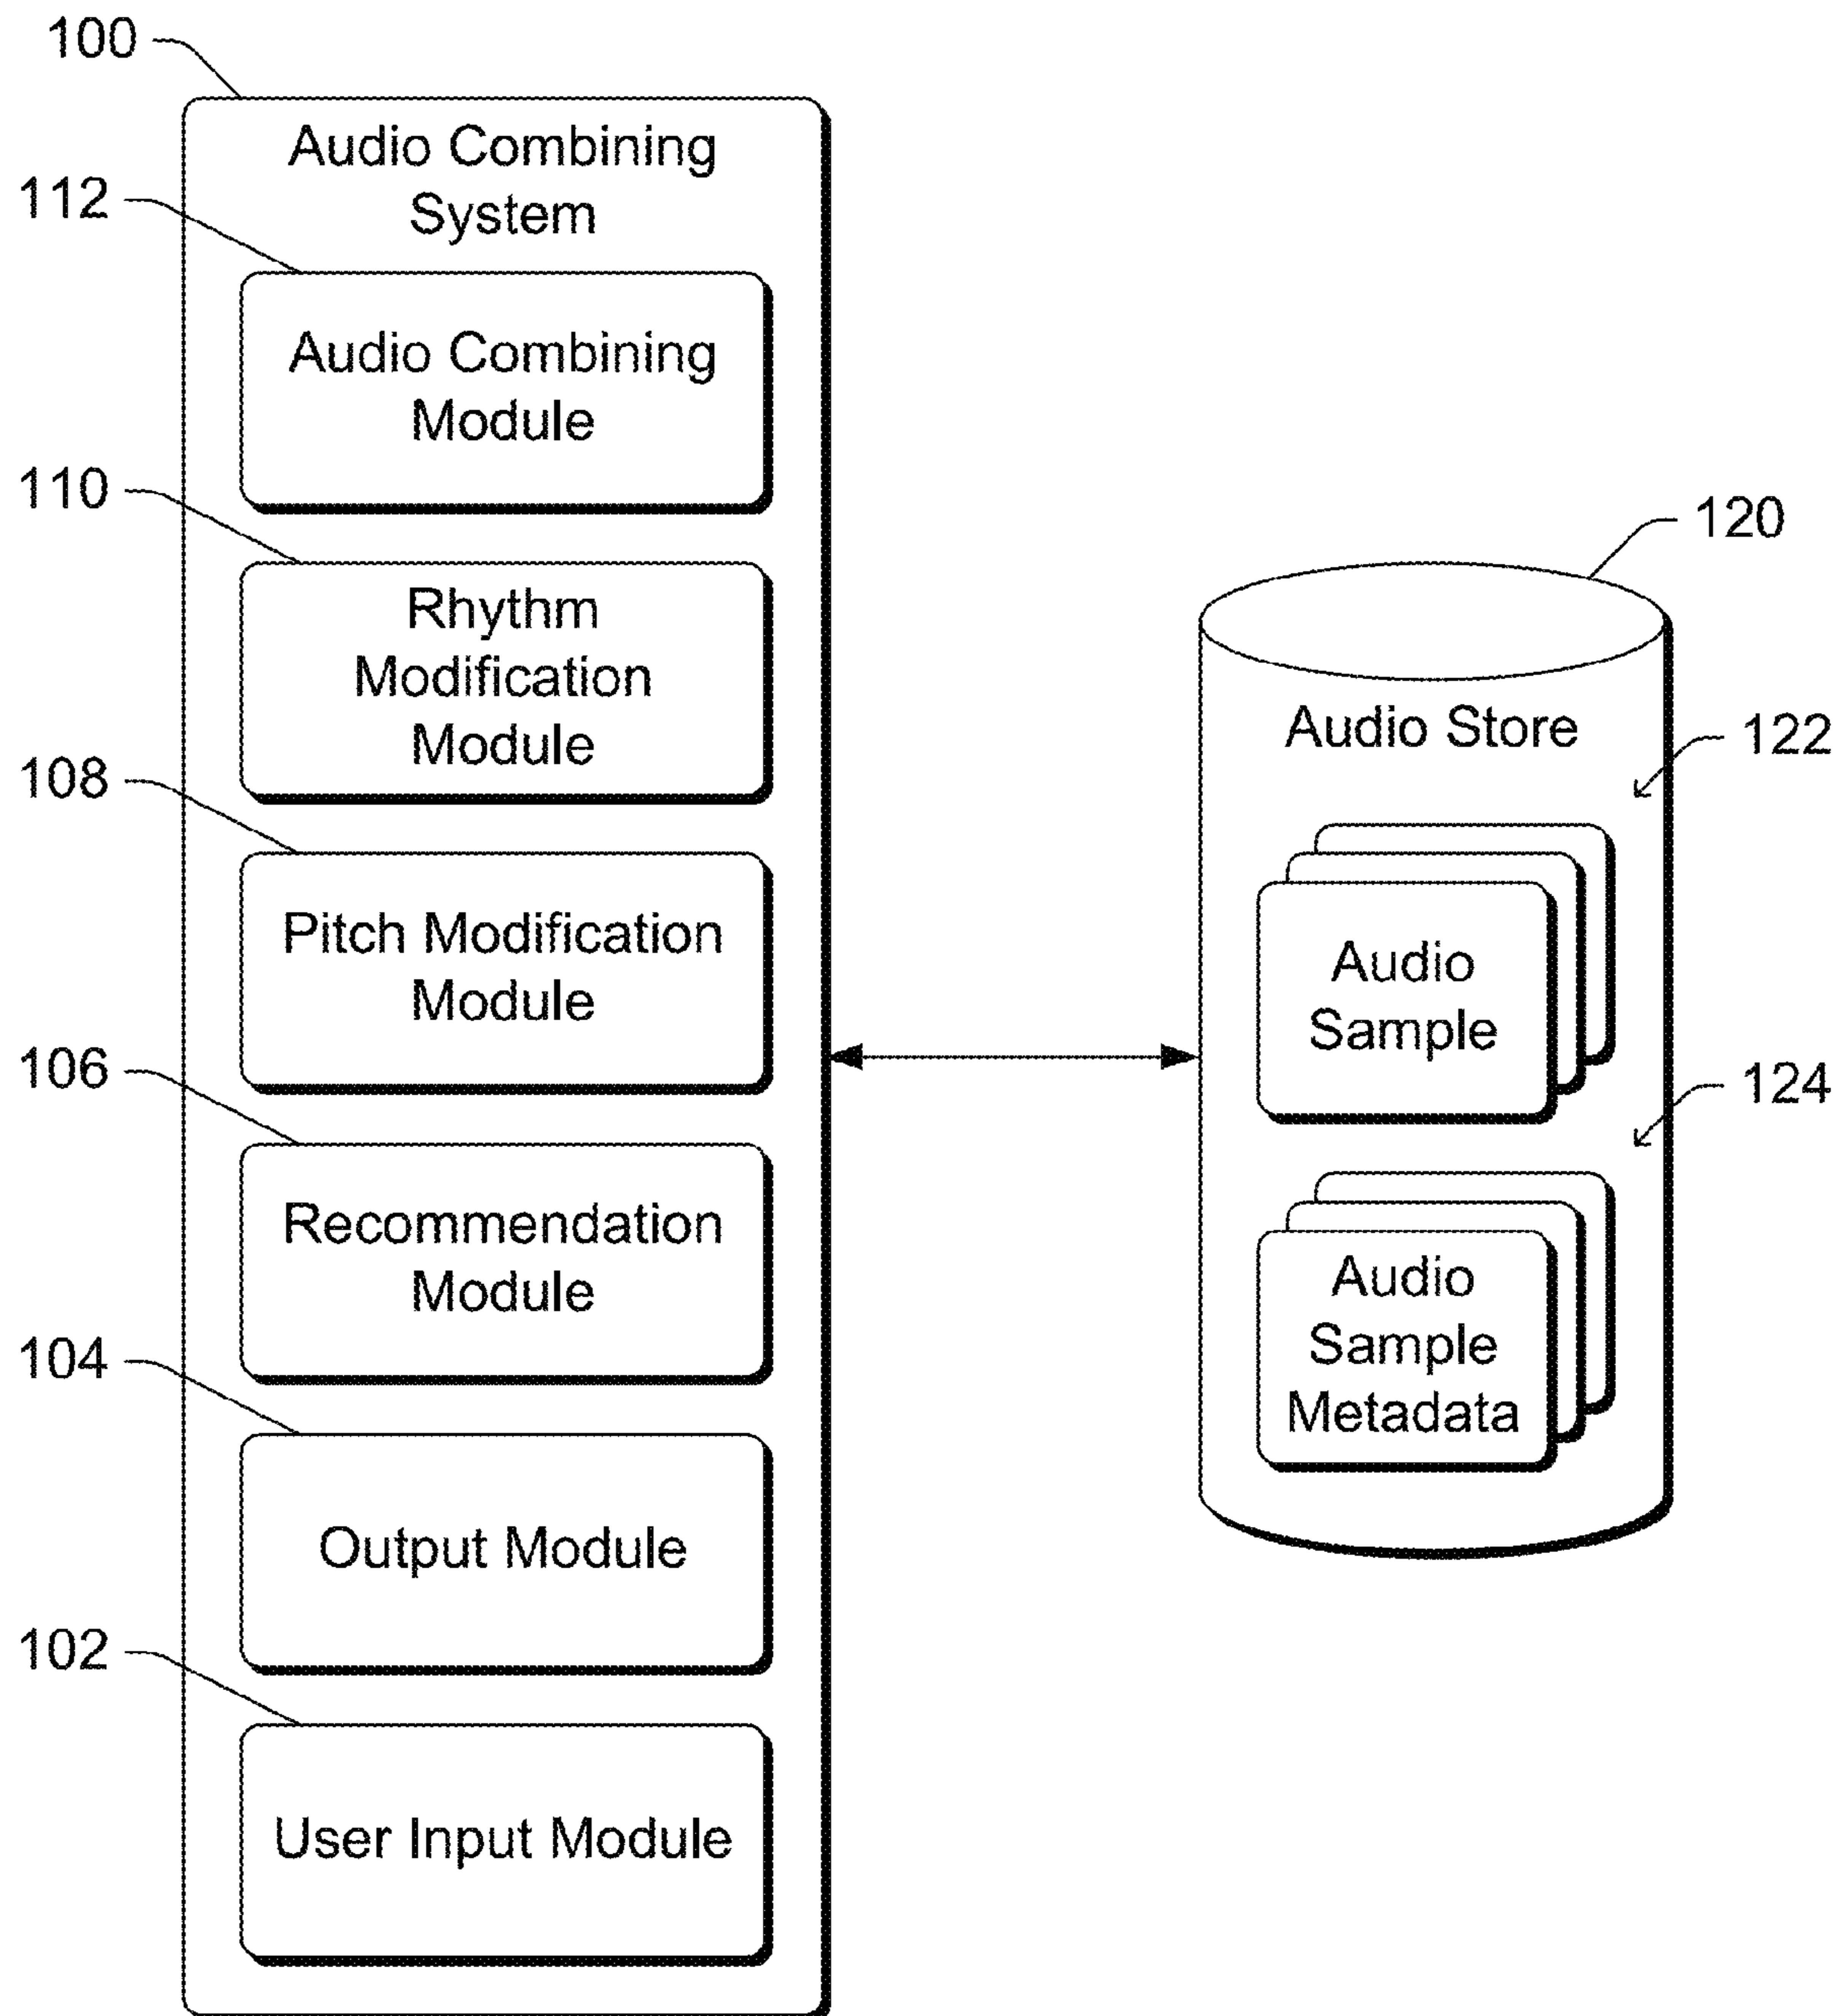 100
Audio Combining
System
112
Audio Combining
Module
110
Rhythm
Modification
Module
108
Pitch Modification
Module
106
Recommendation
Module
104
Output Module
102
User Input Module
120
Audio Store
122
Audio
Sample
124
Audio
Sample
Metadata